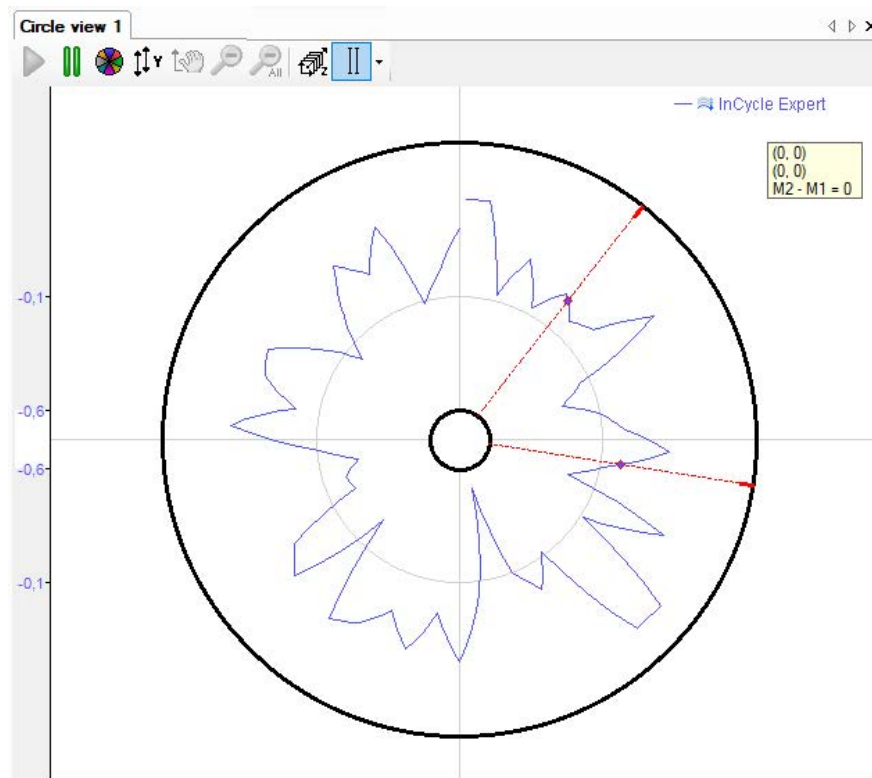 Circle view 1
Y
All
z
InCycle Expert
(0, 0)
(0, 0)
M2 - M1 = 0
-0,1
-0,6
-0,6
-0,1